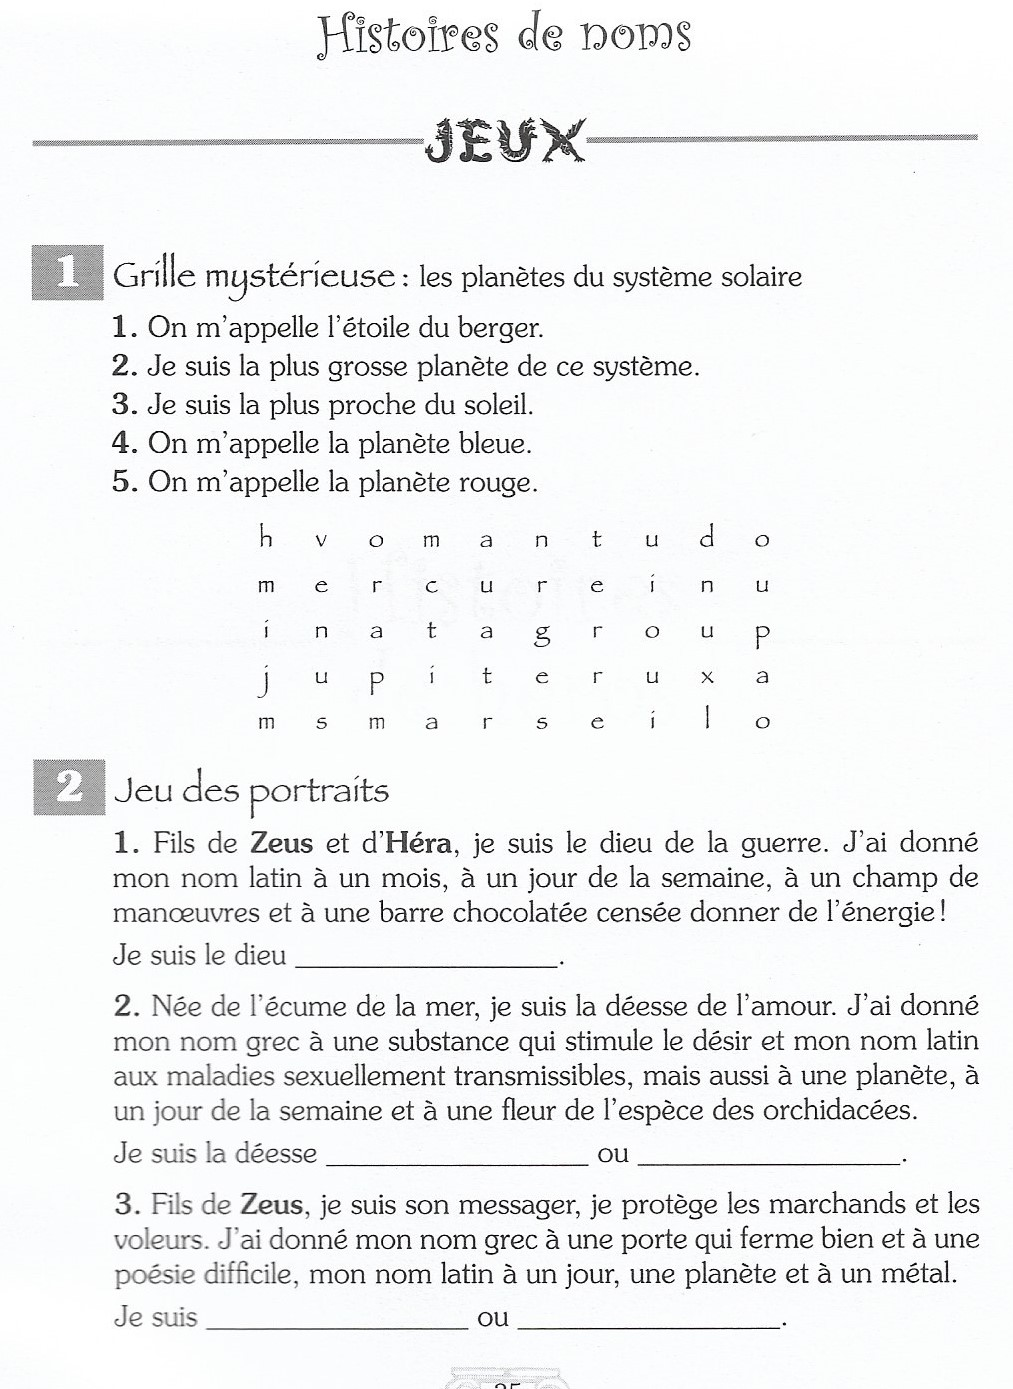 Histoires de noms
JEUX
1 Grille mystérieuse : les planètes du système solaire
1. On m'appelle l'étoile du berger.
2. Je suis la plus grosse planète de ce système.
3. Je suis la plus proche du soleil.
4. On m'appelle la planète bleue.
5. On m'appelle la planète rouge.
h v o m a n t u d o
m e r c u r e i n u
i n a t a g r o u p
j u p i t e r u x a
m s m a r s e i l o
2 Jeu des portraits
1. Fils de Zeus et d'Héra, je suis le dieu de la guerre. J'ai donné
mon nom latin à un mois, à un jour de la semaine, à un champ de
manœuvres et à une barre chocolatée censée donner de l'énergie !
Je suis le dieu ____________________.
2. Née de l'écume de la mer, je suis la déesse de l'amour. J'ai donné
mon nom grec à une substance qui stimule le désir et mon nom latin
aux maladies sexuellement transmissibles, mais aussi à une planète, à
un jour de la semaine et à une fleur de l'espèce des orchidacées.
Je suis la déesse ____________________ ou ____________________.
3. Fils de Zeus, je suis son messager, je protège les marchands et les
voleurs. J'ai donné mon nom grec à une porte qui ferme bien et à une
poésie difficile, mon nom latin à un jour, une planète et à un métal.
Je suis ____________________ ou ____________________.